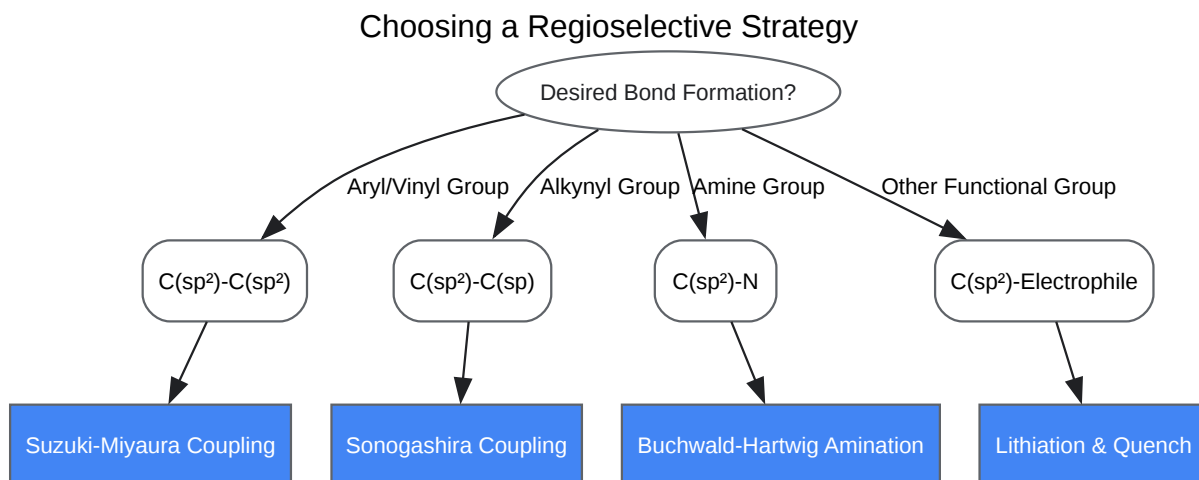 Choosing a Regioselective Strategy
Desired Bond Formation?
Aryl/Vinyl Group
Alkynyl Group
Amine Group
Other Functional Group
C(sp²)-C(sp²)
C(sp²)-C(sp)
C(sp²)-N
C(sp²)-Electrophile
Suzuki-Miyaura Coupling
Sonogashira Coupling
Buchwald-Hartwig Amination
Lithiation & Quench